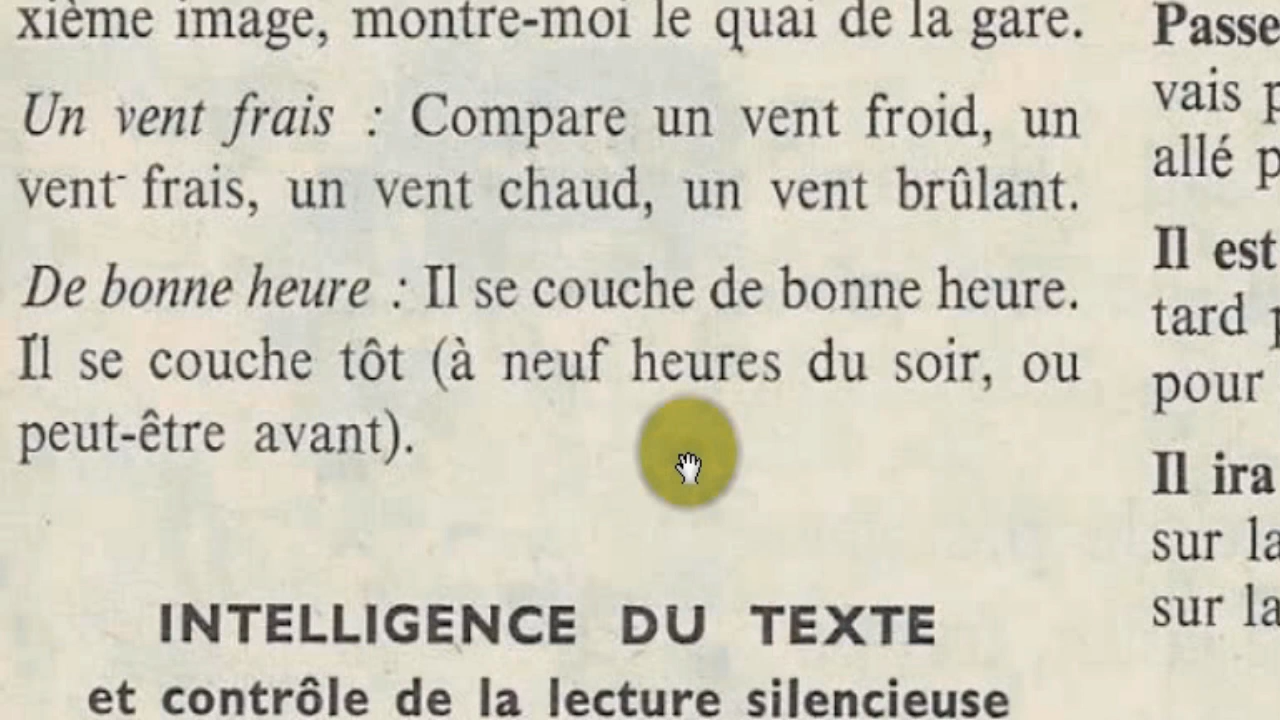 xième image, montre-moi le quai de la gare.
Un vent frais : Compare un vent froid, un
vent frais, un vent chaud, un vent brûlant.
De bonne heure : Il se couche de bonne heure.
Il se couche tôt (à neuf heures du soir, ou
peut-être avant).
INTELLIGENCE DU TEXTE
et contrôle de la lecture silencieuse
Passe
vais p
allé p
Il est
tard p
pour
Il ira
sur la
sur la